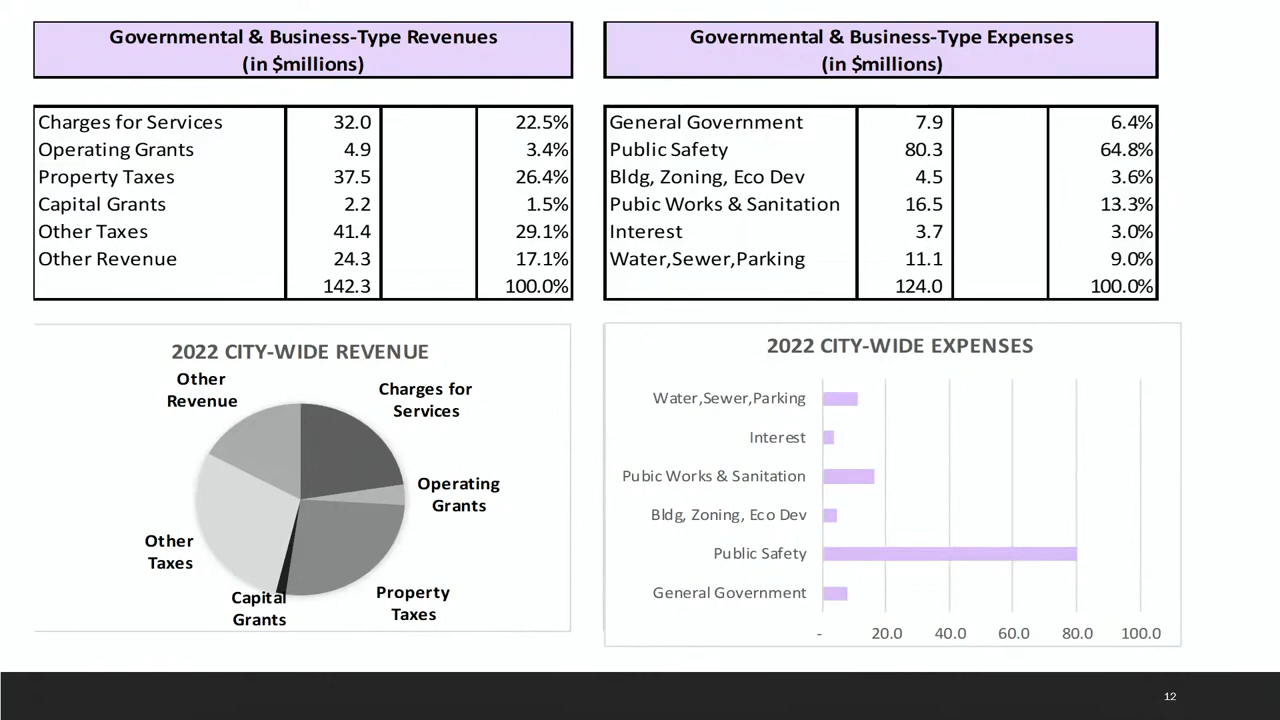 Governmental & Business-Type Revenues
(in $millions)
Charges for Services 32.0 22.5%
Operating Grants 4.9 3.4%
Property Taxes 37.5 26.4%
Capital Grants 2.2 1.5%
Other Taxes 41.4 29.1%
Other Revenue 24.3 17.1%
142.3 100.0%
Governmental & Business-Type Expenses
(in $millions)
General Government 7.9 6.4%
Public Safety 80.3 64.8%
Bldg, Zoning, Eco Dev 4.5 3.6%
Pubic Works & Sanitation 16.5 13.3%
Interest 3.7 3.0%
Water,Sewer,Parking 11.1 9.0%
124.0 100.0%
2022 CITY-WIDE REVENUE
Other
Revenue
Charges for
Services
Operating
Grants
Other
Taxes
Capital
Grants
Property
Taxes
2022 CITY-WIDE EXPENSES
Water,Sewer,Parking
Interest
Pubic Works & Sanitation
Bldg, Zoning, Eco Dev
Public Safety
General Government
- 20.0 40.0 60.0 80.0 100.0
12